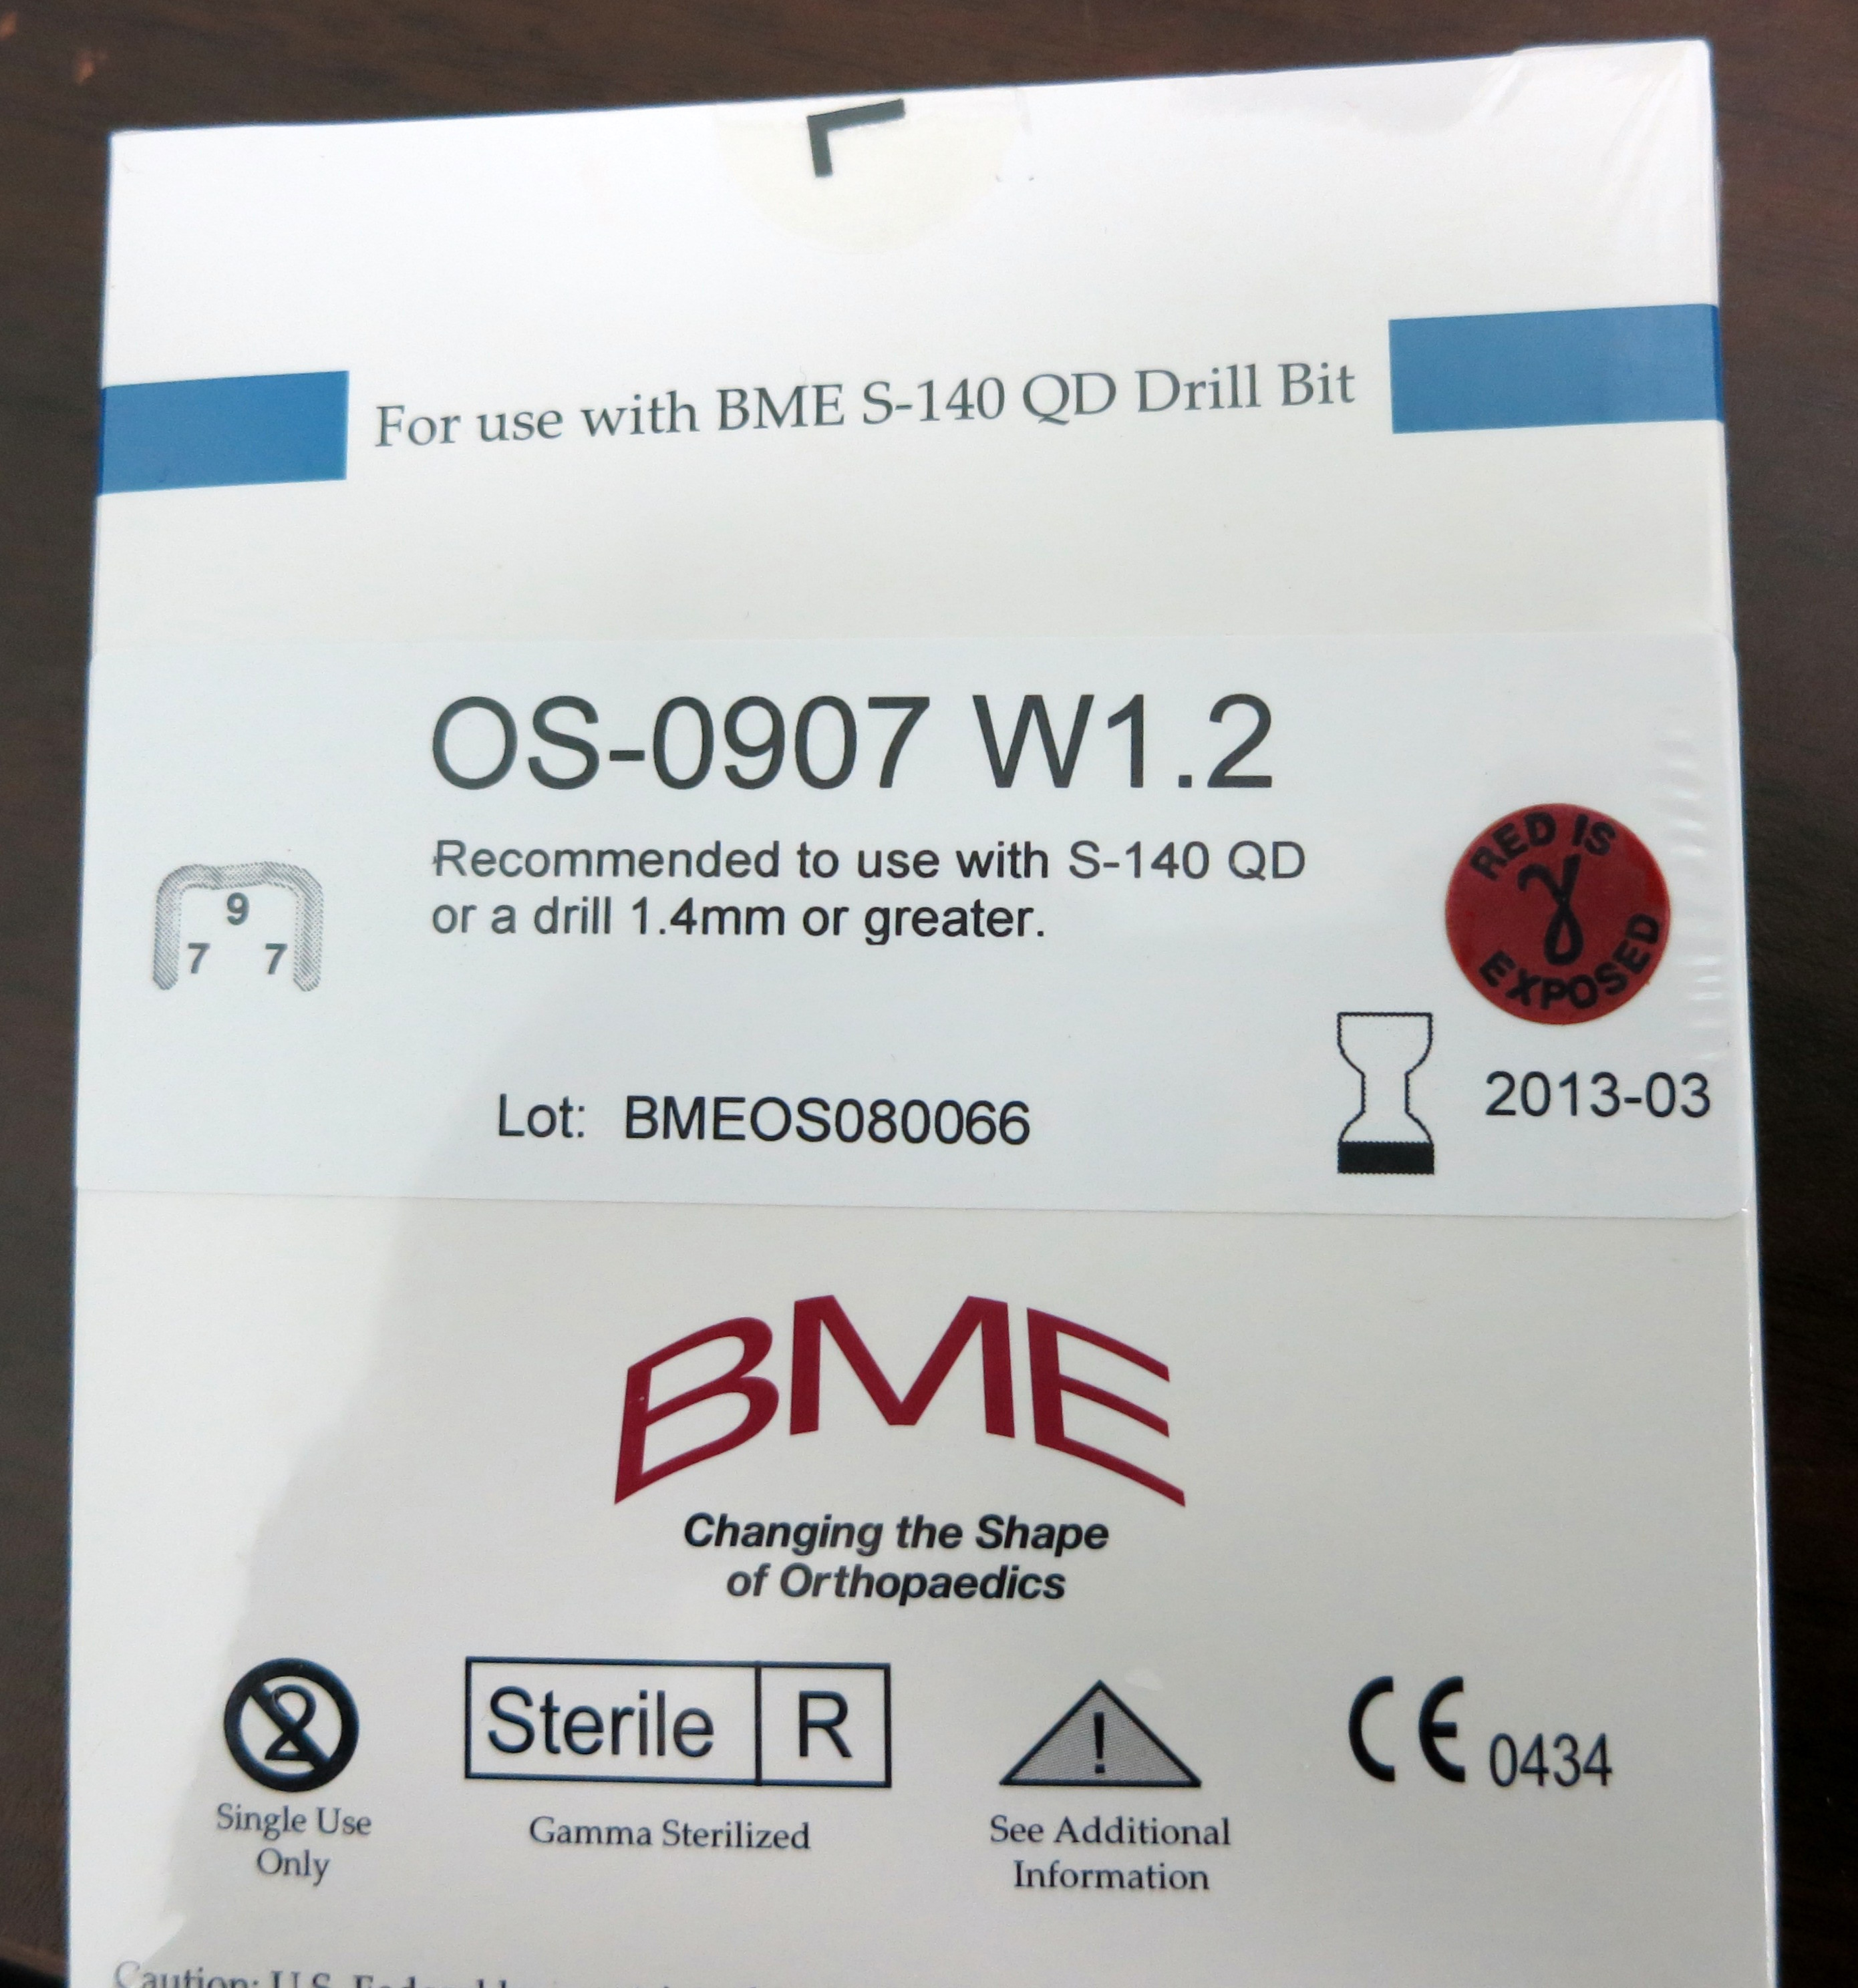 For use with BME S-140 QD Drill Bit
OS-0907 W1.2
Recommended to use with S-140 QD
or a drill 1.4mm or greater.
9
7 7
RED IS
γ
EXPOSED
Lot: BMEOS080066
2013-03
BME
Changing the Shape
of Orthopaedics
2
Sterile R
!
CE 0434
Single Use
Only
Gamma Sterilized
See Additional
Information
Caution: U.S. Federal